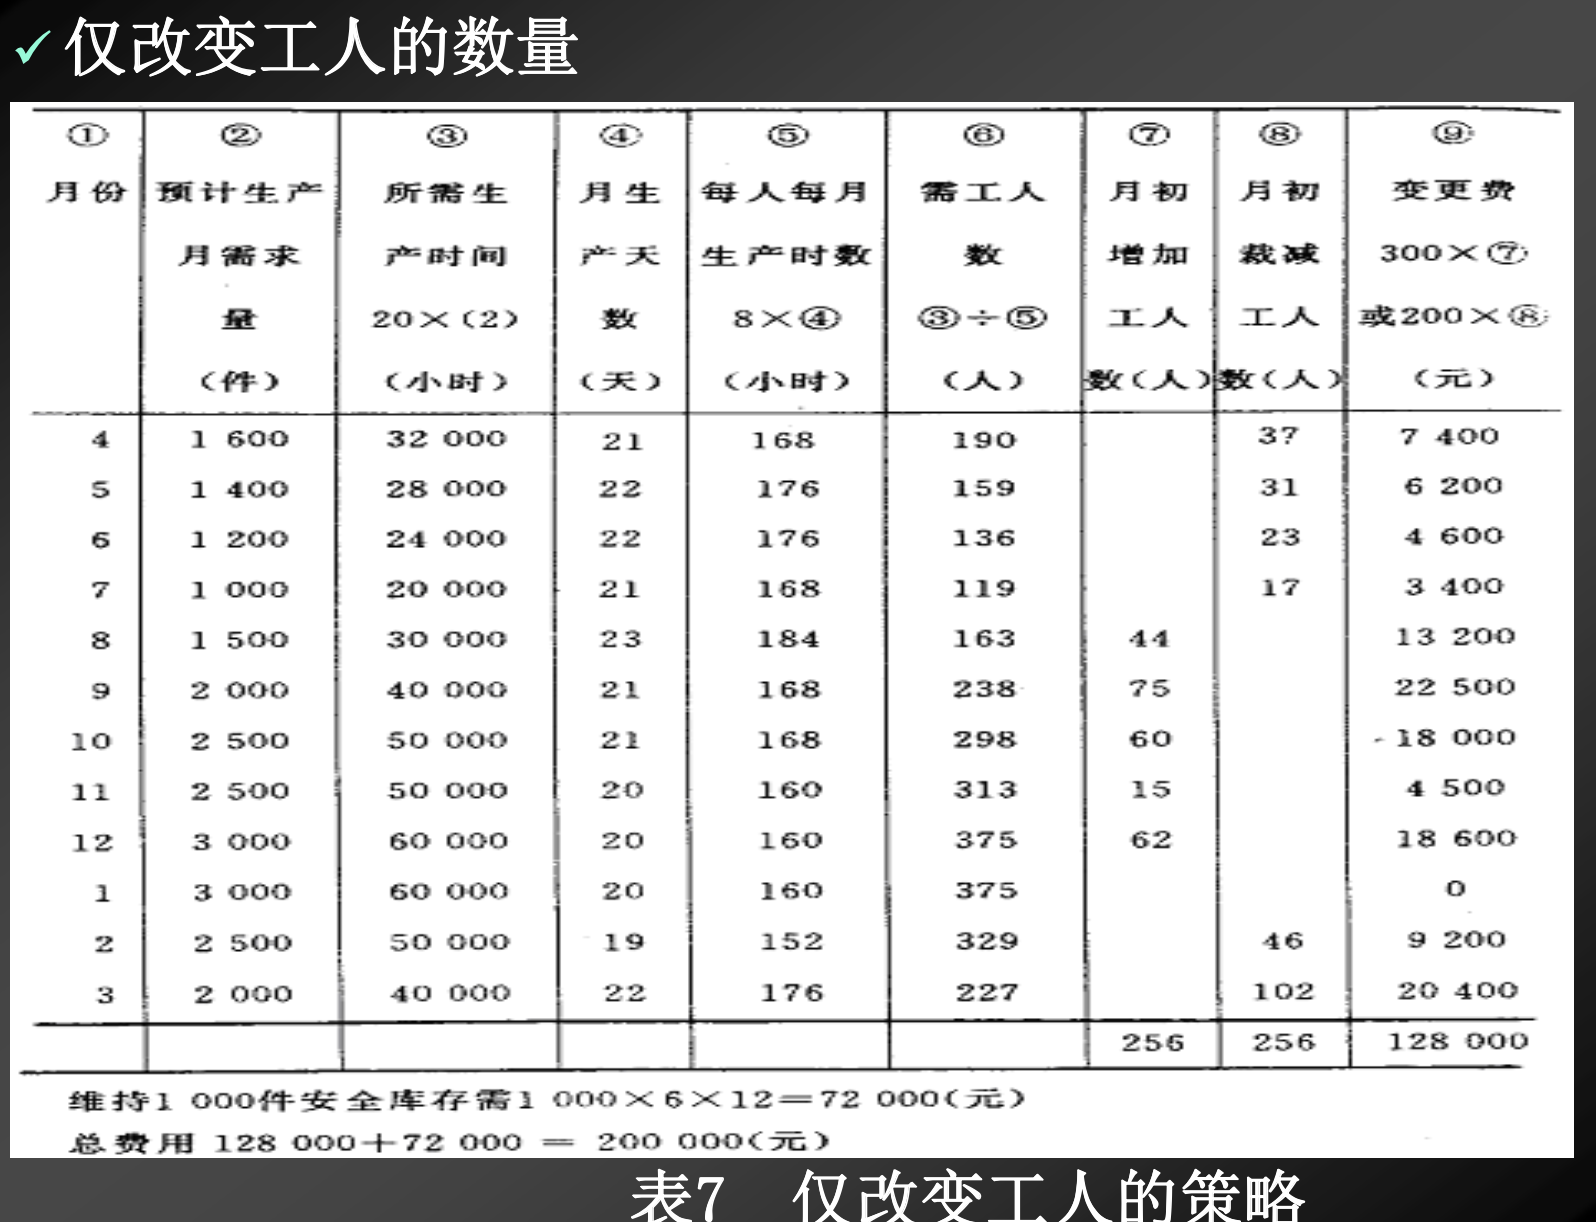 ✓仅改变工人的数量
① ② ③ ④ ⑤ ⑥ ⑦ ⑧ ⑨
月份 预计生产 所需生 月生 每人每月 需工人 月初 月初 变更费
月需求 产时间 产天 生产时数 数 增加 裁减 300×⑦
量 20×(2) 数 8×④ ③÷⑤ 工人 工人 或200×⑧
(件) (小时) (天) (小时) (人) 数(人) 数(人) (元)
4 1 600 32 000 21 168 190 37 7 400
5 1 400 28 000 22 176 159 31 6 200
6 1 200 24 000 22 176 136 23 4 600
7 1 000 20 000 21 168 119 17 3 400
8 1 500 30 000 23 184 163 44 13 200
9 2 000 40 000 21 168 238 75 22 500
10 2 500 50 000 21 168 298 60 18 000
11 2 500 50 000 20 160 313 15 4 500
12 3 000 60 000 20 160 375 62 18 600
1 3 000 60 000 20 160 375 0
2 2 500 50 000 19 152 329 46 9 200
3 2 000 40 000 22 176 227 102 20 400
256 256 128 000
维持1 000件安全库存需1 000×6×12=72 000(元)
总费用 128 000+72 000 = 200 000(元)
表7 仅改变工人的策略